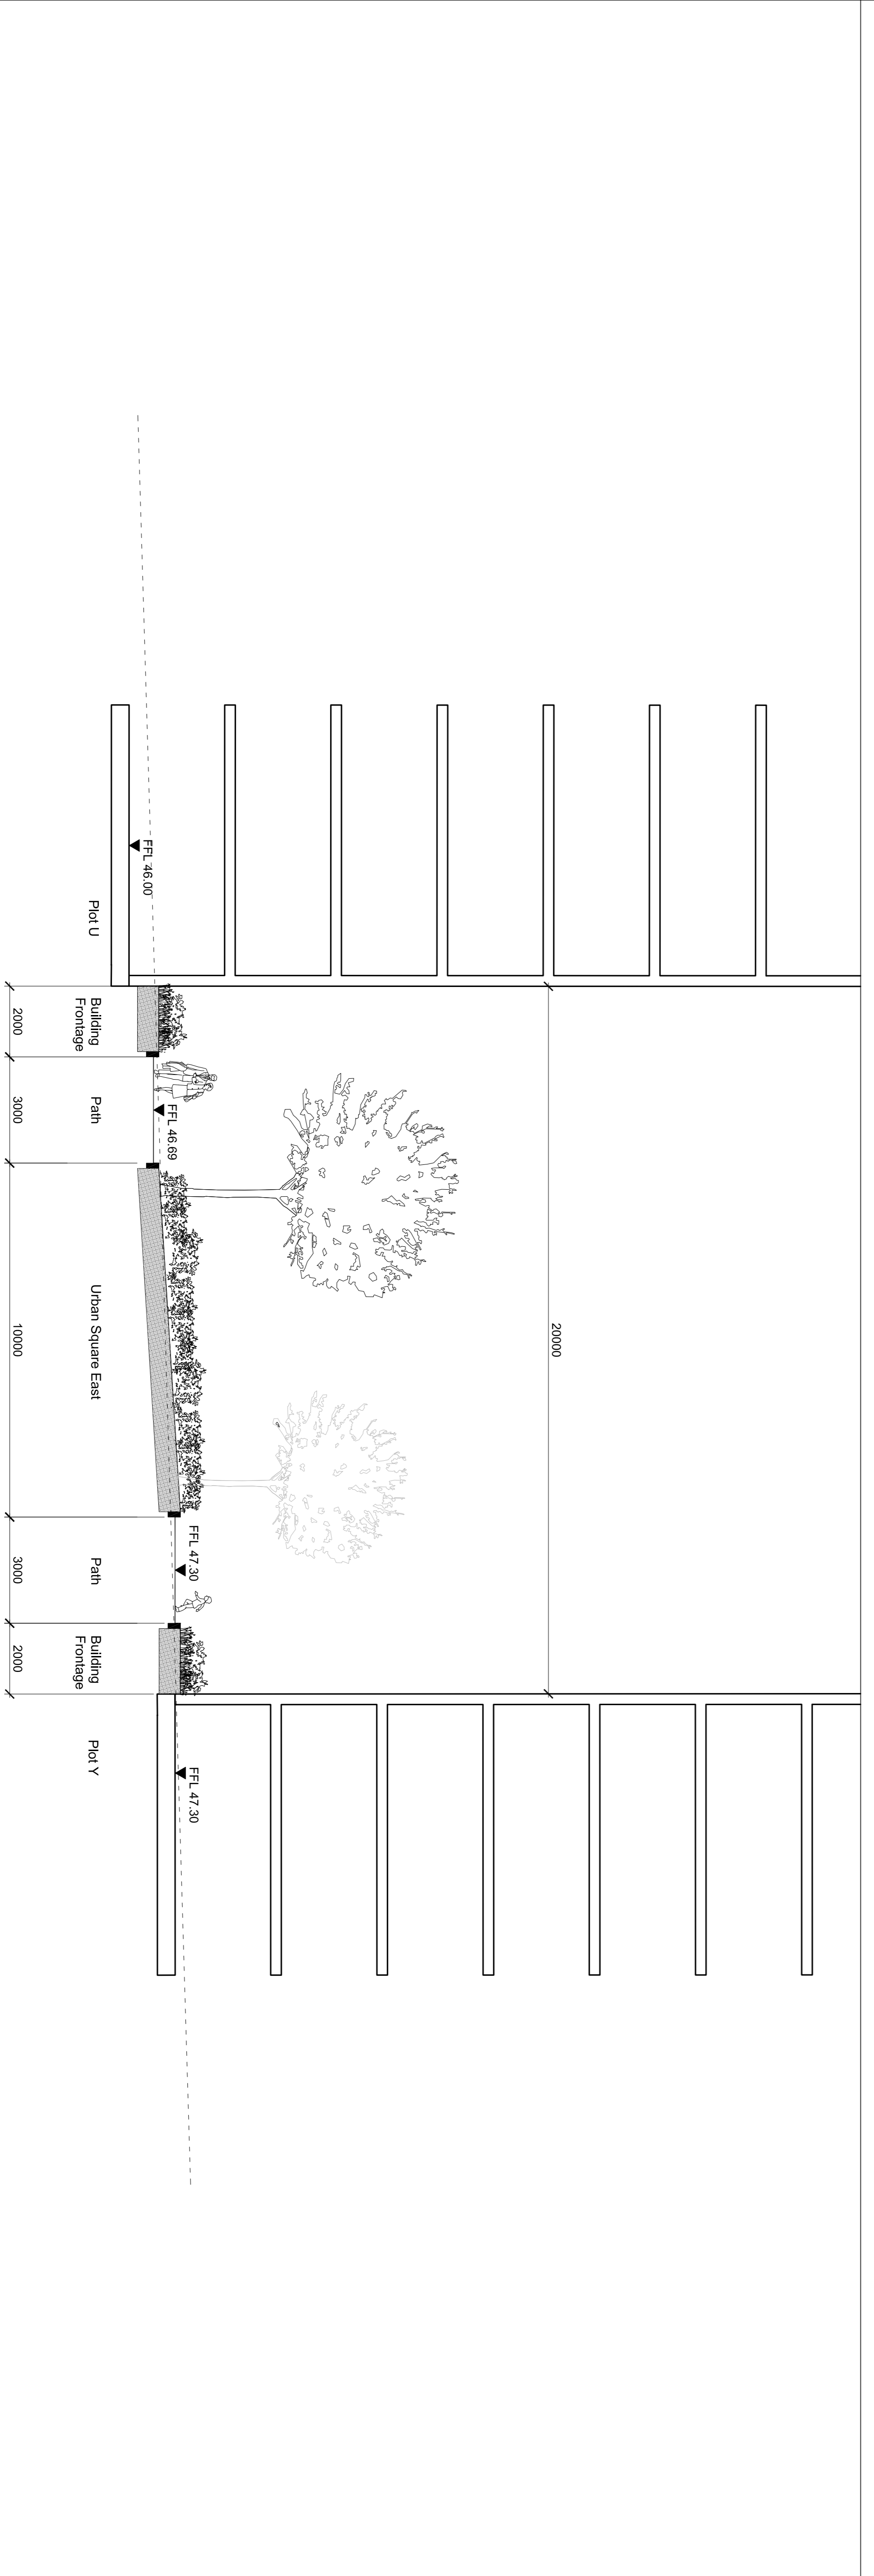 20000
FFL 46.00
FFL 46.69
FFL 47.30
FFL 47.30
Plot U
Building
Frontage
Path
Urban Square East
Path
Building
Frontage
Plot Y
2000
3000
10000
3000
2000